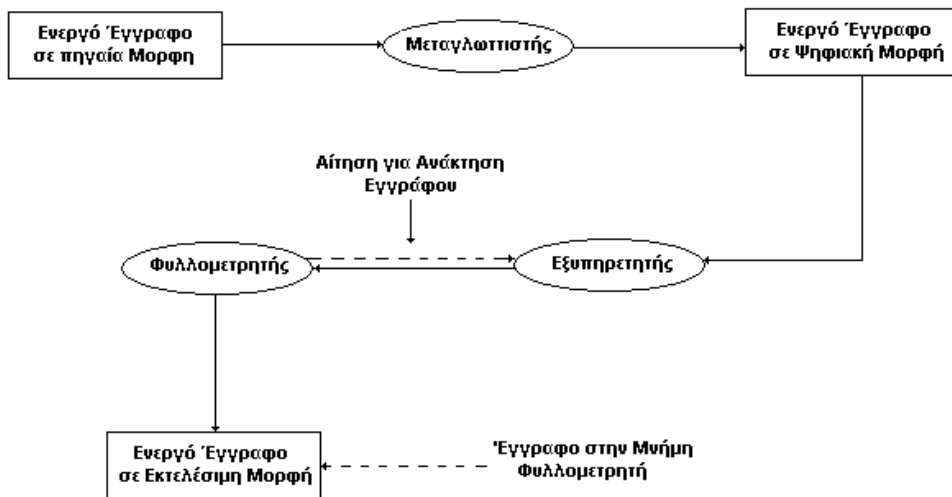 Ενεργό Έγγραφο
σε πηγαία Μορφη
Μεταγλωττιστής
Ενεργό Έγγραφο
σε Ψηφιακή Μορφή
Αίτηση για Ανάκτηση
Εγγράφου
Φυλλομετρητής
Εξυπηρετητής
Ενεργό Έγγραφο
σε Εκτελέσιμη Μορφή
'Εγγραφο στην Μνήμη
Φυλλομετρητή